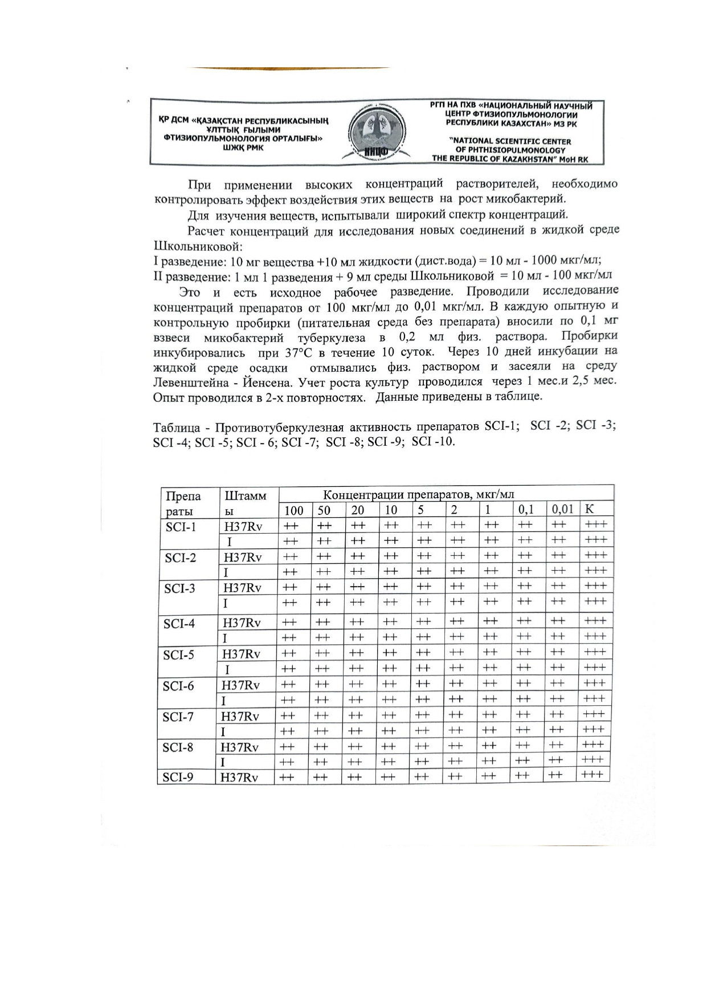 ҚР ДСМ «ҚАЗАҚСТАН РЕСПУБЛИКАСЫНЫҢ
ҰЛТТЫҚ ҒЫЛЫМИ
ФТИЗИОПУЛЬМОНОЛОГИЯ ОРТАЛЫҒЫ»
ШЖҚ РМК
ННЦФ
РГП НА ПХВ «НАЦИОНАЛЬНЫЙ НАУЧНЫЙ
ЦЕНТР ФТИЗИОПУЛЬМОНОЛОГИИ
РЕСПУБЛИКИ КАЗАХСТАН» МЗ РК
"NATIONAL SCIENTIFIC CENTER
OF PHTHISIOPULMONOLOGY
THE REPUBLIC OF KAZAKHSTAN" MoH RK
При применении высоких концентраций растворителей, необходимо
контролировать эффект воздействия этих веществ на рост микобактерий.
Для изучения веществ, испытывали широкий спектр концентраций.
Расчет концентраций для исследования новых соединений в жидкой среде
Школьниковой:
I разведение: 10 мг вещества +10 мл жидкости (дист.вода) = 10 мл - 1000 мкг/мл;
II разведение: 1 мл 1 разведения + 9 мл среды Школьниковой = 10 мл - 100 мкг/мл
Это и есть исходное рабочее разведение. Проводили исследование
концентраций препаратов от 100 мкг/мл до 0,01 мкг/мл. В каждую опытную и
контрольную пробирки (питательная среда без препарата) вносили по 0,1 мг
взвеси микобактерий туберкулеза в 0,2 мл физ. раствора. Пробирки
инкубировались при 37°С в течение 10 суток. Через 10 дней инкубации на
жидкой среде осадки отмывались физ. раствором и засеяли на среду
Левенштейна - Йенсена. Учет роста культур проводился через 1 мес.и 2,5 мес.
Опыт проводился в 2-х повторностях. Данные приведены в таблице.
Таблица - Противотуберкулезная активность препаратов SCI-1; SCI -2; SCI -3;
SCI -4; SCI -5; SCI - 6; SCI -7; SCI -8; SCI -9; SCI -10.
Препа Штамм Концентрации препаратов, мкг/мл
раты ы 100 50 20 10 5 2 1 0,1 0,01 К
SCI-1 H37Rv ++ ++ ++ ++ ++ ++ ++ ++ ++ +++
I ++ ++ ++ ++ ++ ++ ++ ++ ++ +++
SCI-2 H37Rv ++ ++ ++ ++ ++ ++ ++ ++ ++ +++
I ++ ++ ++ ++ ++ ++ ++ ++ ++ +++
SCI-3 H37Rv ++ ++ ++ ++ ++ ++ ++ ++ ++ +++
I ++ ++ ++ ++ ++ ++ ++ ++ ++ +++
SCI-4 H37Rv ++ ++ ++ ++ ++ ++ ++ ++ ++ +++
I ++ ++ ++ ++ ++ ++ ++ ++ ++ +++
SCI-5 H37Rv ++ ++ ++ ++ ++ ++ ++ ++ ++ +++
I ++ ++ ++ ++ ++ ++ ++ ++ ++ +++
SCI-6 H37Rv ++ ++ ++ ++ ++ ++ ++ ++ ++ +++
I ++ ++ ++ ++ ++ ++ ++ ++ ++ +++
SCI-7 H37Rv ++ ++ ++ ++ ++ ++ ++ ++ ++ +++
I ++ ++ ++ ++ ++ ++ ++ ++ ++ +++
SCI-8 H37Rv ++ ++ ++ ++ ++ ++ ++ ++ ++ +++
I ++ ++ ++ ++ ++ ++ ++ ++ ++ +++
SCI-9 H37Rv ++ ++ ++ ++ ++ ++ ++ ++ ++ +++